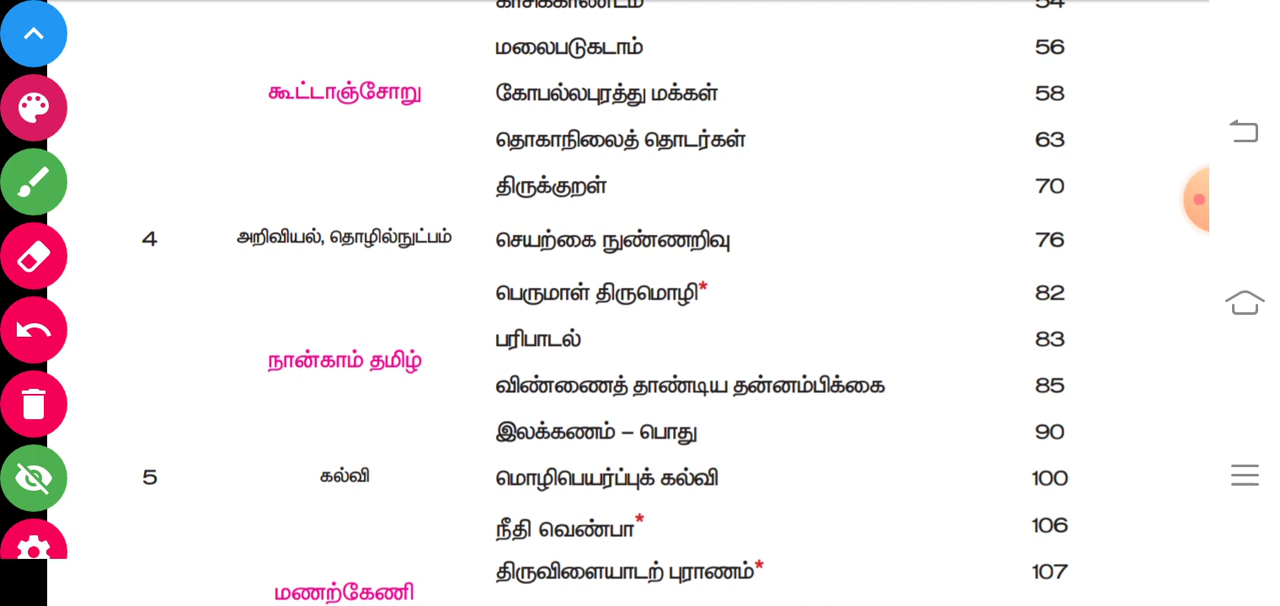 காசிக்காண்டம் 54
மலைபடுகடாம் 56
கூட்டாஞ்சோறு கோபல்லபுரத்து மக்கள் 58
தொகாநிலைத் தொடர்கள் 63
திருக்குறள் 70
4 அறிவியல், தொழில்நுட்பம் செயற்கை நுண்ணறிவு 76
பெருமாள் திருமொழி* 82
பரிபாடல் 83
நான்காம் தமிழ்
விண்ணைத் தாண்டிய தன்னம்பிக்கை 85
இலக்கணம் – பொது 90
5 கல்வி மொழிபெயர்ப்புக் கல்வி 100
நீதி வெண்பா* 106
திருவிளையாடற் புராணம்* 107
மணற்கேணி